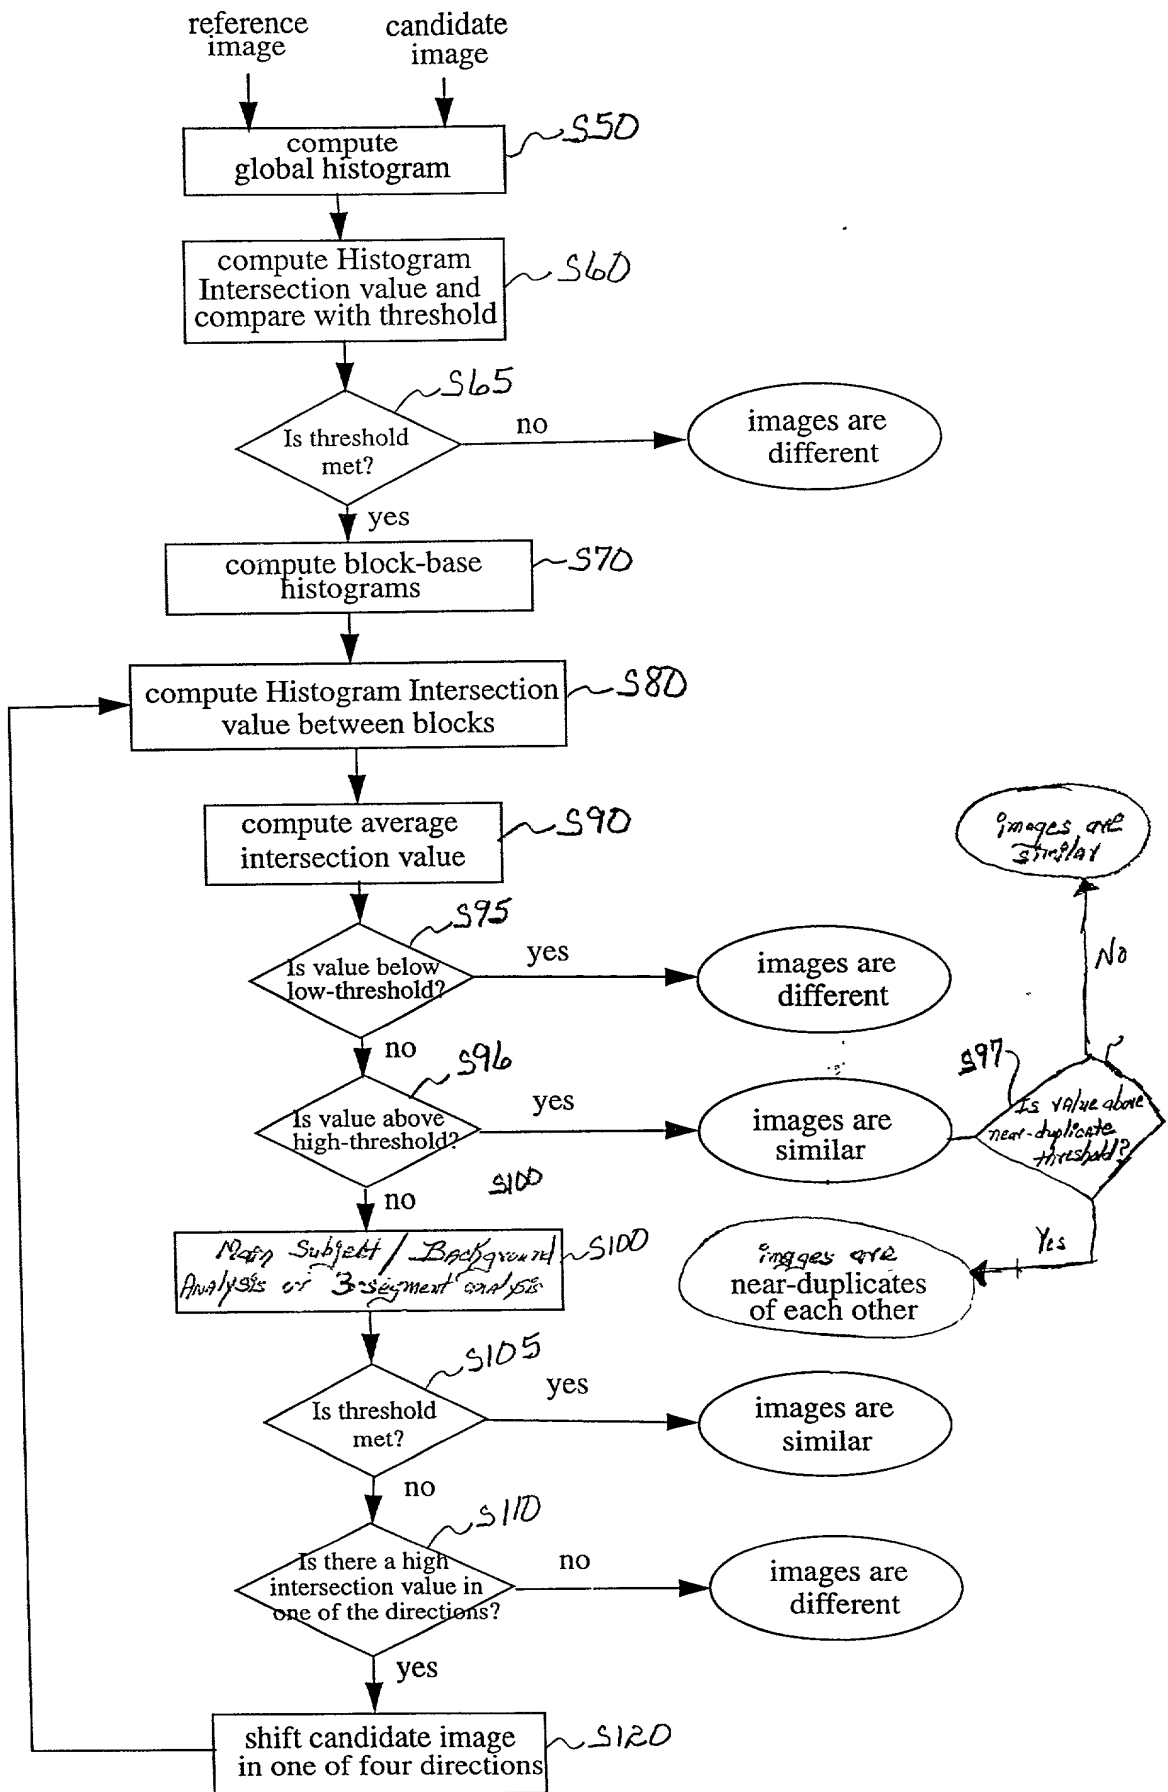 reference
image
candidate
image
compute
global histogram
S50
compute Histogram
Intersection value and
compare with threshold
S60
S65
Is threshold
met?
no
images are
different
yes
compute block-base
histograms
S70
compute Histogram Intersection
value between blocks
S80
compute average
intersection value
S90
images are
similar
No
S95
Is value below
low-threshold?
yes
images are
different
no
S96
Is value above
high-threshold?
yes
images are
similar
S97
Is value above
near-duplicate
threshold?
no
S100
Main Subject / Background
Analysis or 3-segment analysis
S100
Yes
images are
near-duplicates
of each other
S105
Is threshold
met?
yes
images are
similar
no
S110
Is there a high
intersection value in
one of the directions?
no
images are
different
yes
shift candidate image
in one of four directions
S120